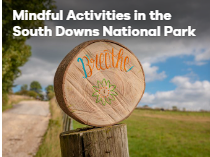 Mindful Activities in the
South Downs National Park
Breathe